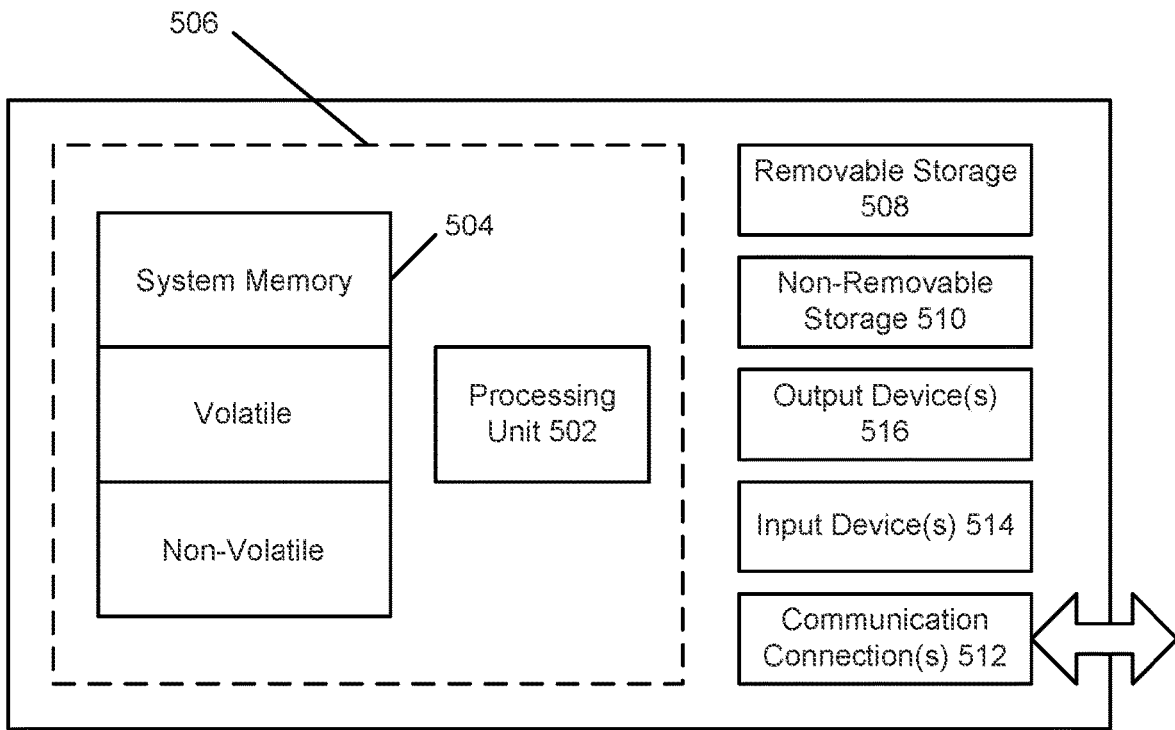 506
504
System Memory
Volatile
Non-Volatile
Processing
Unit 502
Removable Storage
508
Non-Removable
Storage 510
Output Device(s)
516
Input Device(s) 514
Communication
Connection(s) 512